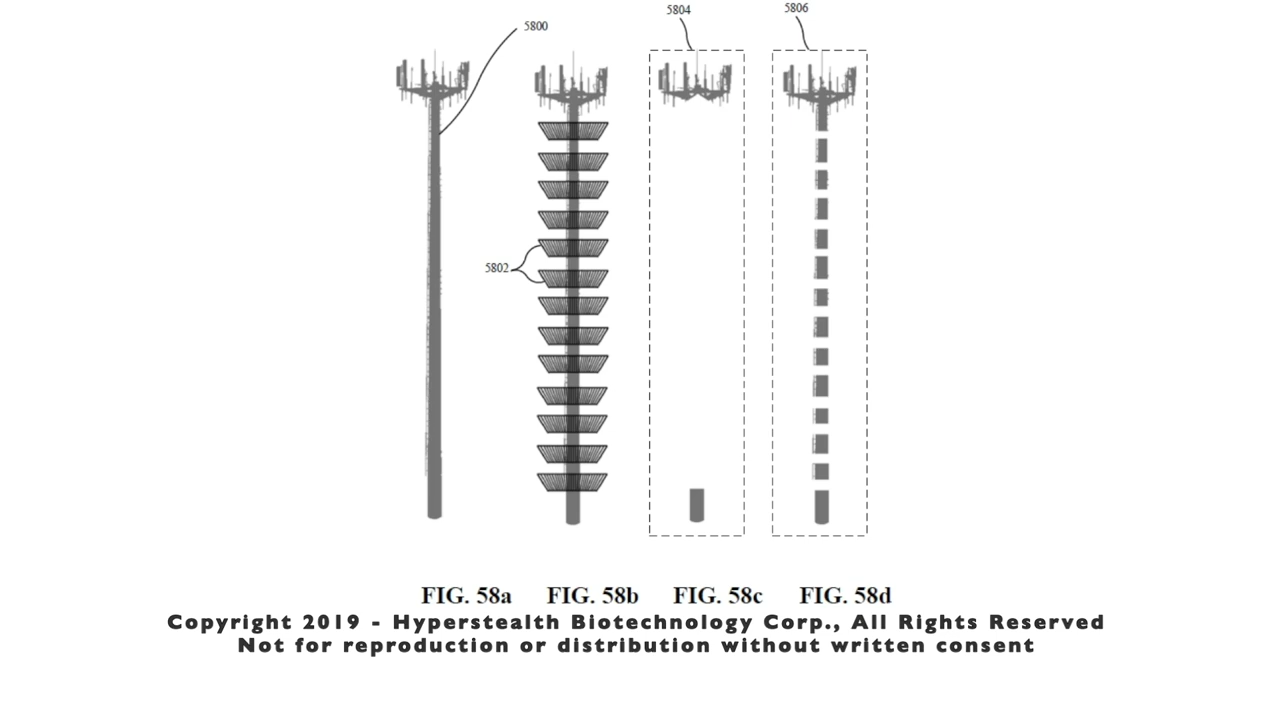 5800
5804
5806
5802
FIG. 58a FIG. 58b FIG. 58c FIG. 58d
Copyright 2019 - Hyperstealth Biotechnology Corp., All Rights Reserved
Not for reproduction or distribution without written consent